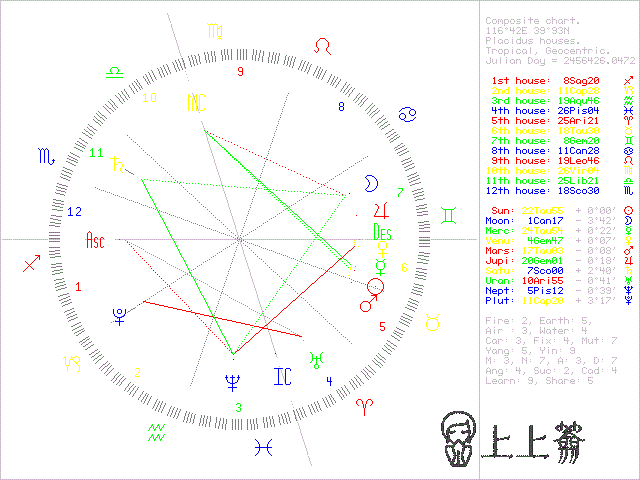 Composite chart.
116°42E 39°93N
Placidus houses.
Tropical, Geocentric.
Julian Day = 2456426.0472
1st house: 8Sag20
2nd house: 11Cap28
3rd house: 19Aqu46
4th house: 26Pis04
5th house: 25Ari21
6th house: 18Tau30
7th house: 8Gem20
8th house: 11Can28
9th house: 19Leo46
10th house: 26Vir04
11th house: 25Lib21
12th house: 18Sco30
Sun: 22Tau55 + 0°00'
Moon: 1Can17 - 3°42'
Merc: 24Tau54 + 0°22'
Venu: 4Gem47 + 0°07'
Mars: 17Tau03 - 0°08'
Jupi: 20Gem01 - 0°18'
Satu: 7Sco00 + 2°40'
Uran: 10Ari55 - 0°41'
Nept: 5Pis12 - 0°39'
Plut: 11Cap20 + 3°17'
Fire: 2, Earth: 5,
Air : 3, Water: 4
Car: 3, Fix: 4, Mut: 7
Yang: 5, Yin: 9
M: 3, N: 7, A: 3, D: 7
Ang: 4, Suc: 2, Cad: 4
Learn: 9, Share: 5
9
10
8
MC
11
7
12
Des
Asc
6
1
5
2
IC
4
3
上上